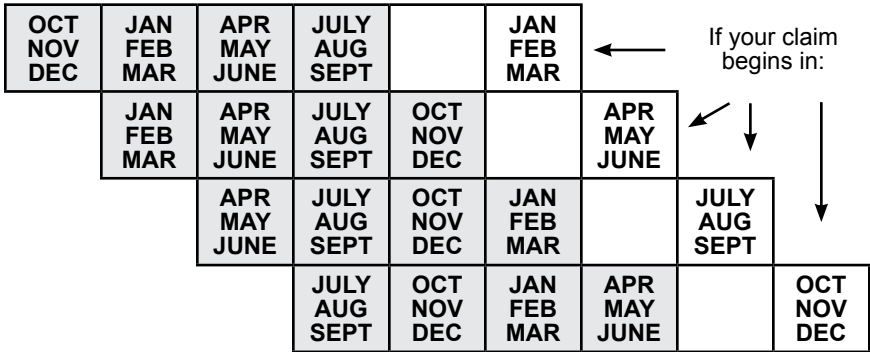 OCT JAN APR JULY JAN
NOV FEB MAY AUG FEB
DEC MAR JUNE SEPT MAR
If your claim
begins in:
JAN APR JULY OCT APR
FEB MAY AUG NOV MAY
MAR JUNE SEPT DEC JUNE
APR JULY OCT JAN JULY
MAY AUG NOV FEB AUG
JUNE SEPT DEC MAR SEPT
JULY OCT JAN APR OCT
AUG NOV FEB MAY NOV
SEPT DEC MAR JUNE DEC